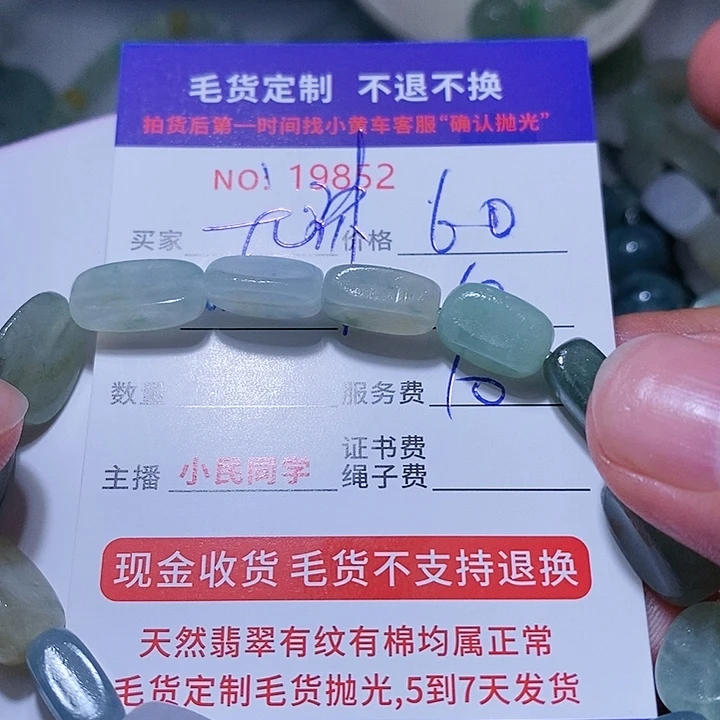 毛货定制 不退不换
拍货后第一时间找小黄车客服“确认抛光”
NO: 19852
买家 价格 60
数量 服务费 10
证书费
主播 小民同学 绳子费
现金收货 毛货不支持退换
天然翡翠有纹有棉均属正常
毛货定制毛货抛光,5到7天发货